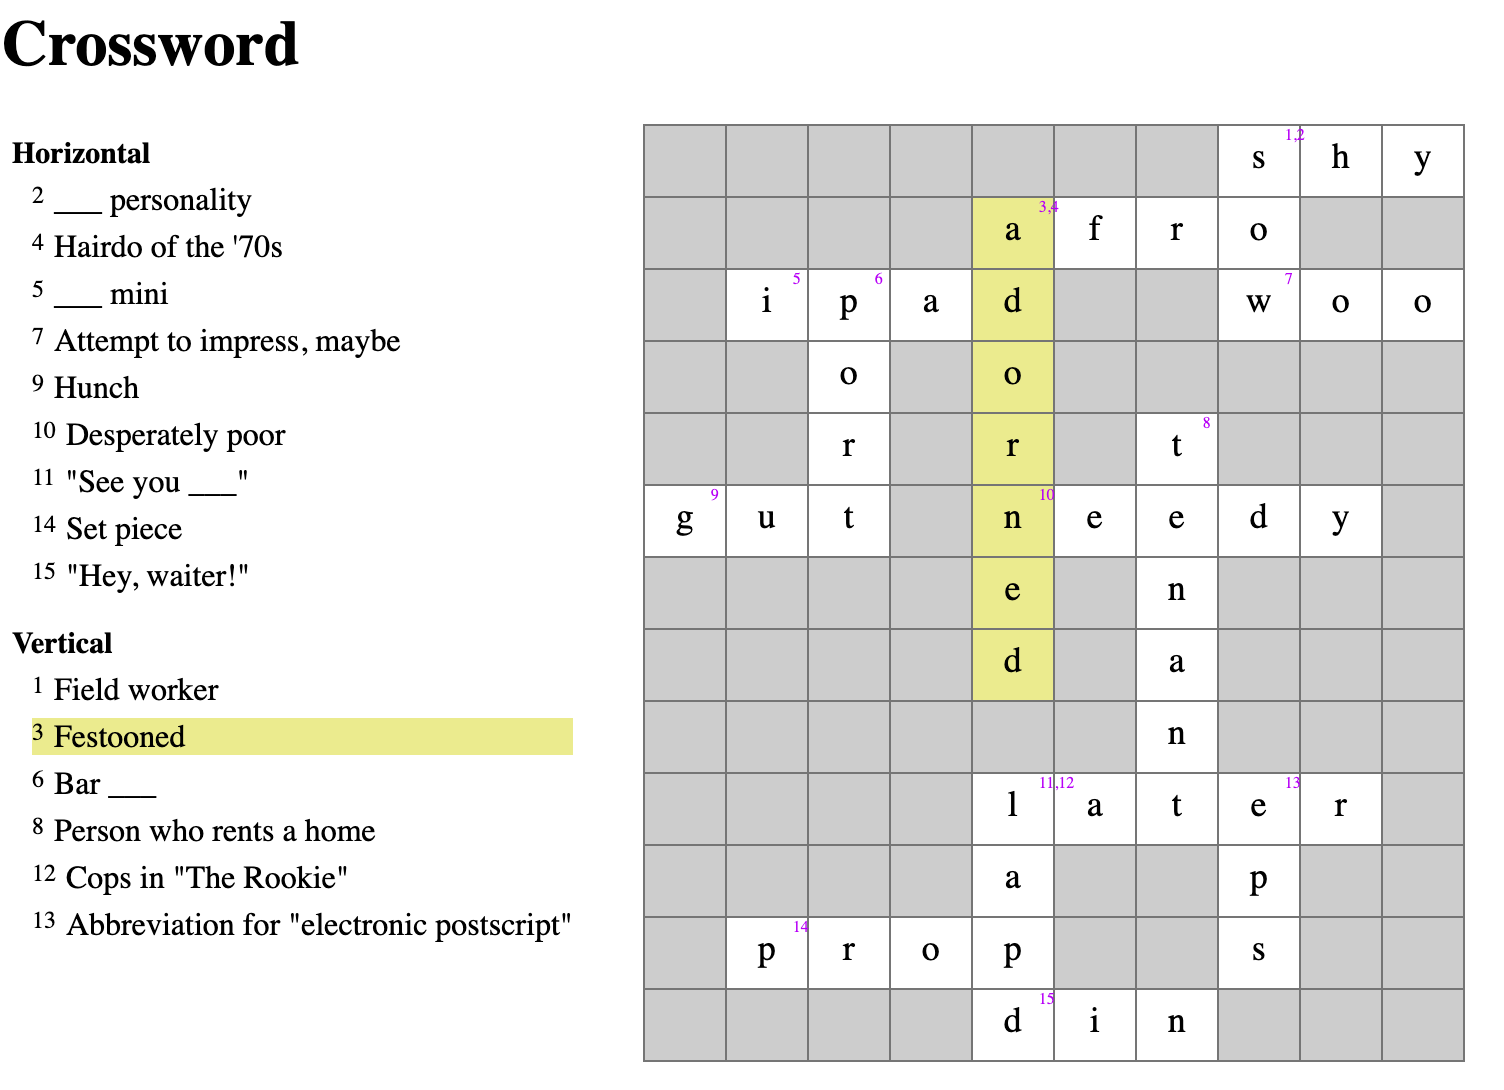 Crossword
Horizontal
2 ___ personality
4 Hairdo of the '70s
5 ___ mini
7 Attempt to impress, maybe
9 Hunch
10 Desperately poor
11 "See you ___"
14 Set piece
15 "Hey, waiter!"
Vertical
1 Field worker
3 Festooned
6 Bar ___
8 Person who rents a home
12 Cops in "The Rookie"
13 Abbreviation for "electronic postscript"
s 1,2 h y
a 3,4 f r o
i 5 p 6 a d w 7 o o
o o
r r t 8
g 9 u t n 10 e e d y
e n
d a
n
l 11,12 a t e 13 r
a p
p 14 r o p s
d 15 i n